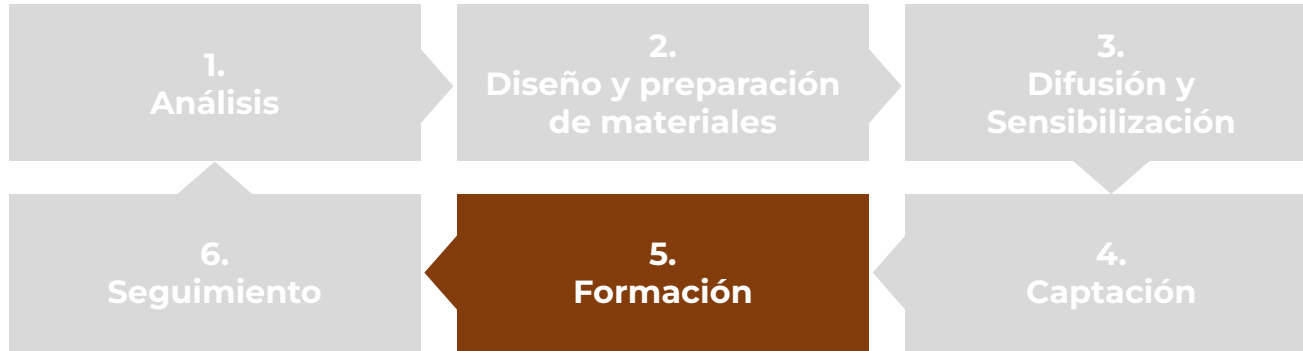 1.
Análisis
2.
Diseño y preparación
de materiales
3.
Difusión y
Sensibilización
4.
Captación
5.
Formación
6.
Seguimiento